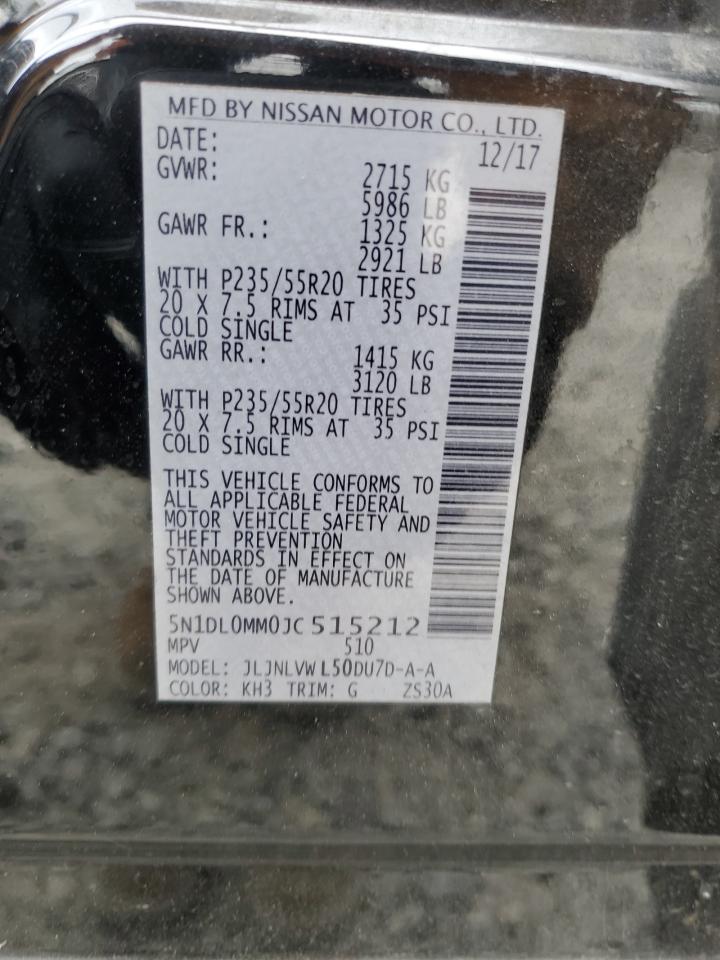 MFD BY NISSAN MOTOR CO., LTD.
DATE: 12/17
GVWR: 2715 KG
5986 LB
GAWR FR.: 1325 KG
2921 LB
WITH P235/55R20 TIRES
20 X 7.5 RIMS AT 35 PSI
COLD SINGLE
GAWR RR.: 1415 KG
3120 LB
WITH P235/55R20 TIRES
20 X 7.5 RIMS AT 35 PSI
COLD SINGLE
THIS VEHICLE CONFORMS TO
ALL APPLICABLE FEDERAL
MOTOR VEHICLE SAFETY AND
THEFT PREVENTION
STANDARDS IN EFFECT ON
THE DATE OF MANUFACTURE
SHOWN ABOVE.
5N1DL0MM0JC515212
MPV 510
MODEL: JLJNLVWL50DU7D-A-A
COLOR: KH3 TRIM: G ZS30A